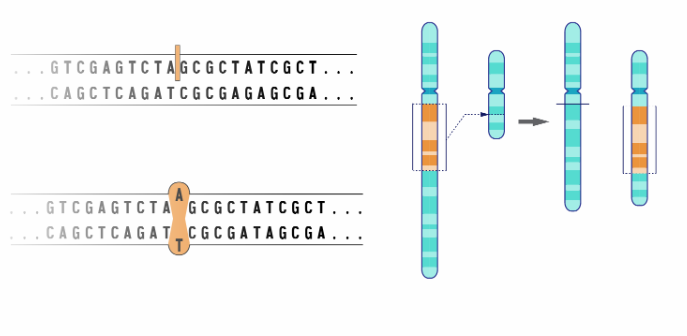 ...GTCGAGTCTAGCGCTATCGCT...
...CAGCTCAGATCGCGAGAGCGA...
A
...GTCGAGTCTA GCGCTATCGCT...
...CAGCTCAGAT CGCGATAGCGA...
T